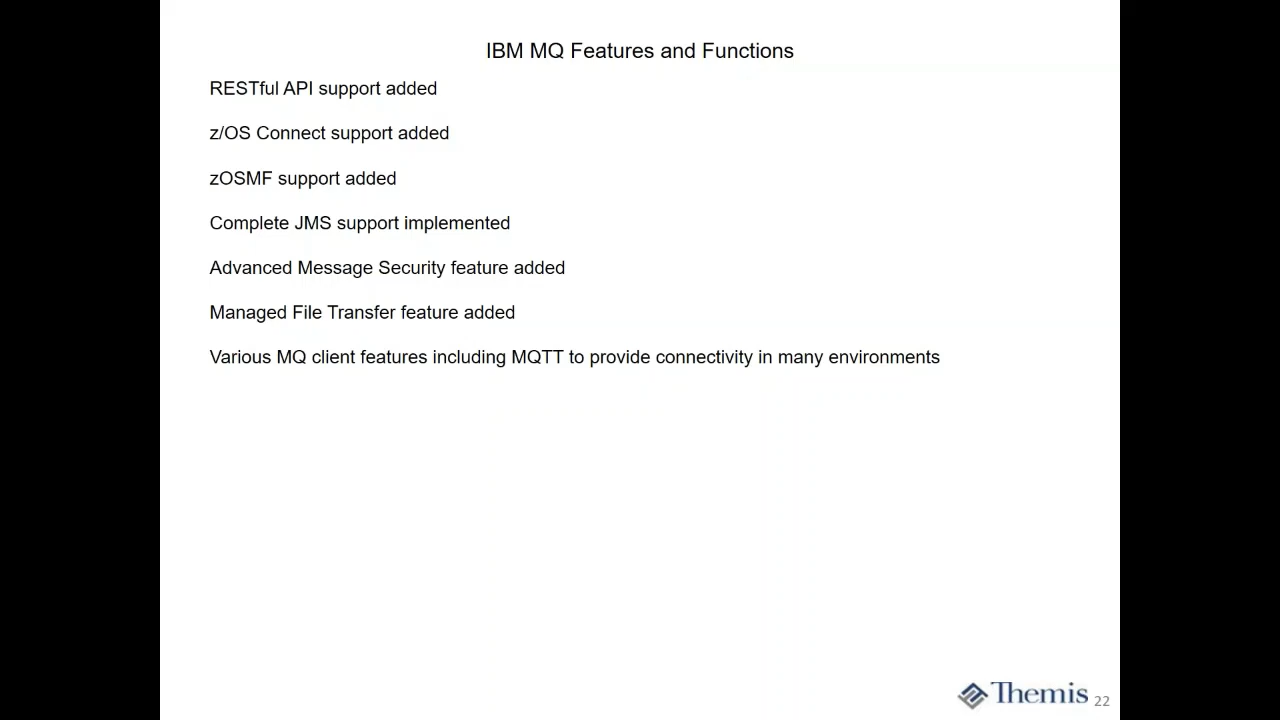 IBM MQ Features and Functions
RESTful API support added
z/OS Connect support added
zOSMF support added
Complete JMS support implemented
Advanced Message Security feature added
Managed File Transfer feature added
Various MQ client features including MQTT to provide connectivity in many environments
Themis 22